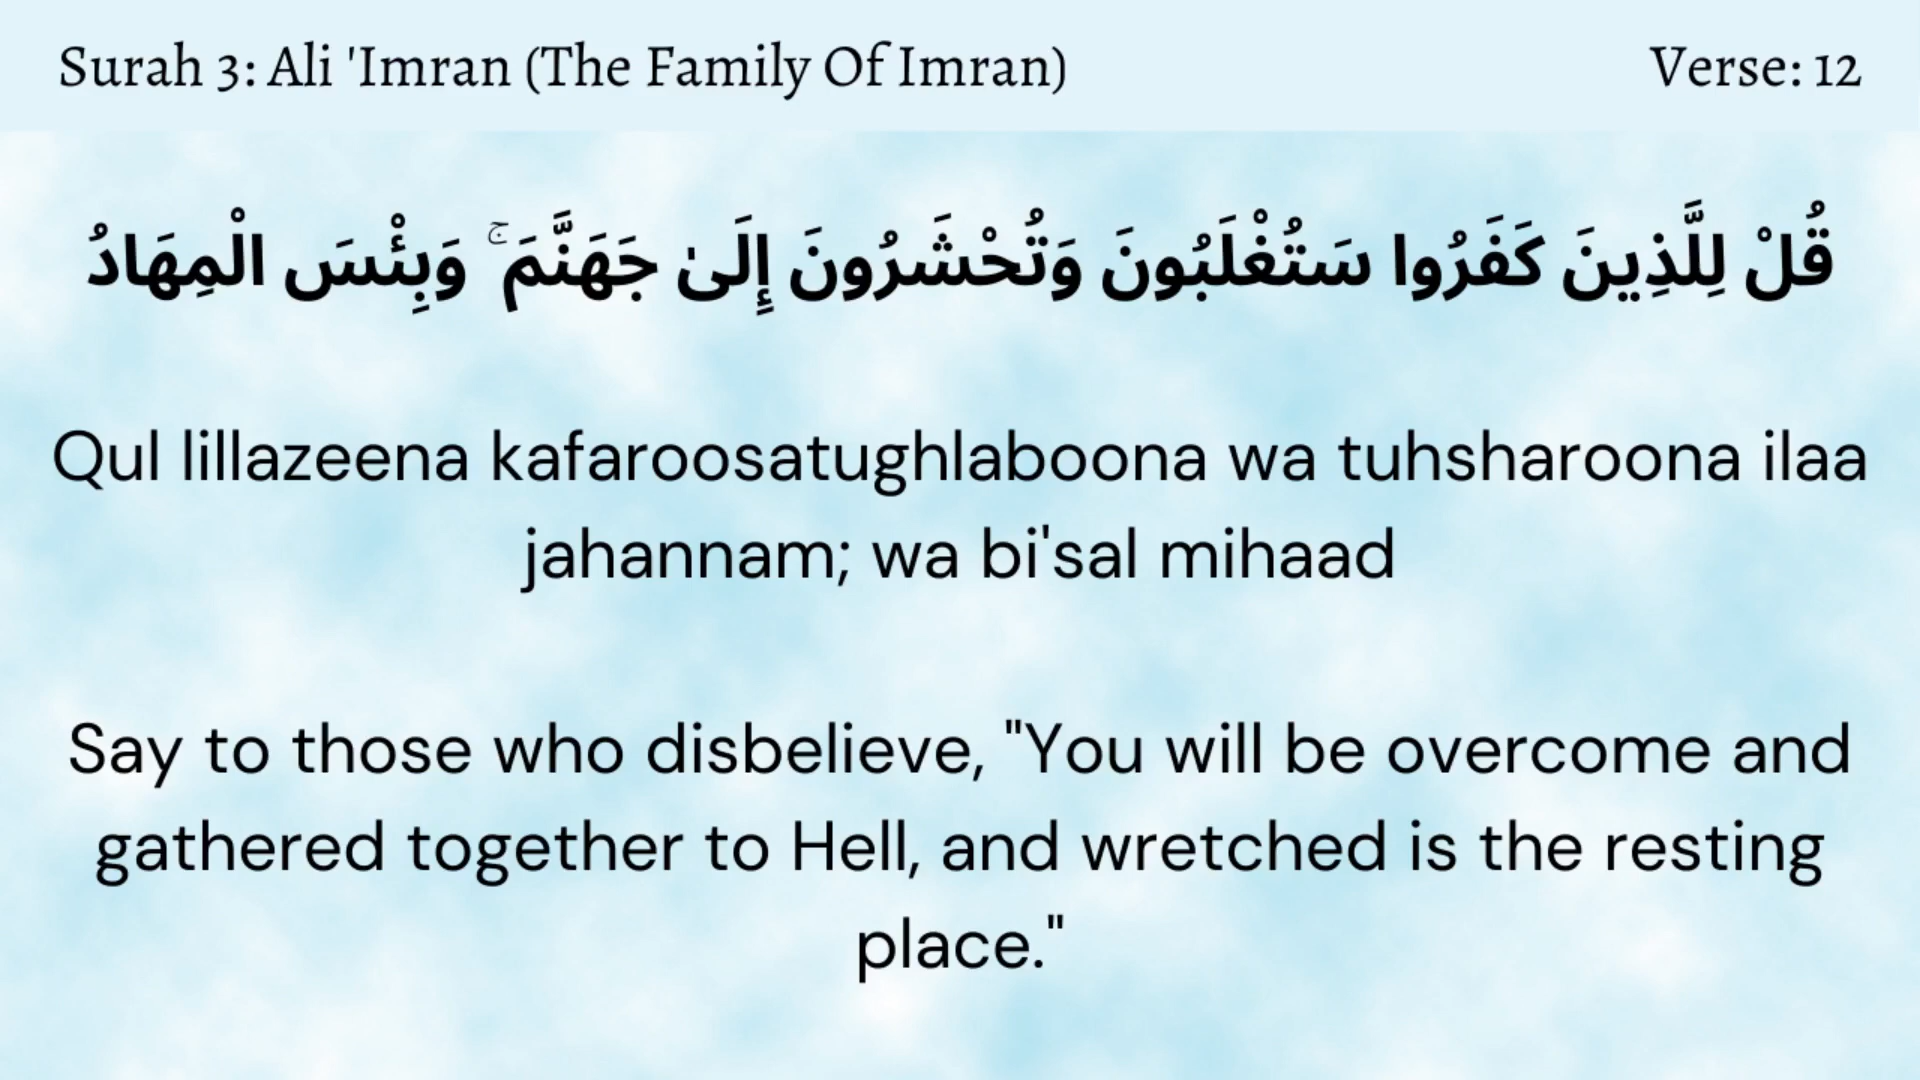 Surah 3: Ali 'Imran (The Family Of Imran)
Verse: 12
قُلْ لِلَّذِينَ كَفَرُوا سَتُغْلَبُونَ وَتُحْشَرُونَ إِلَىٰ جَهَنَّمَ ۚ وَبِئْسَ الْمِهَادُ
Qul lillazeena kafaroosatughlaboona wa tuhsharoona ilaa
jahannam; wa bi'sal mihaad
Say to those who disbelieve, "You will be overcome and
gathered together to Hell, and wretched is the resting
place."